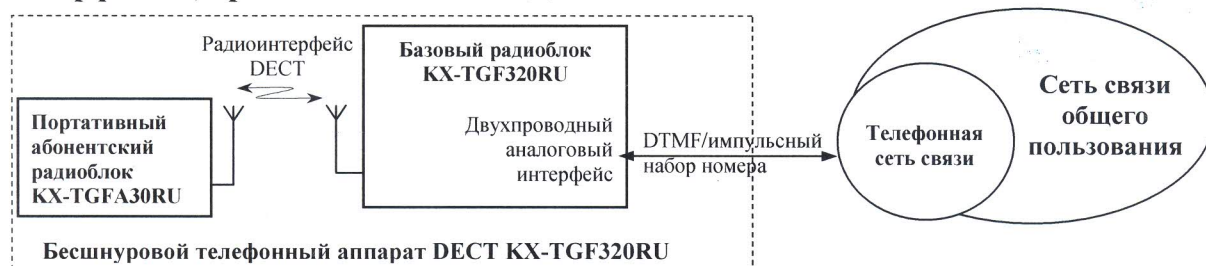 Радиоинтерфейс
DECT
Базовый радиоблок
KX-TGF320RU
Портативный
абонентский
радиоблок
KX-TGFA30RU
Двухпроводный
аналоговый
интерфейс
DTMF/импульсный
набор номера
Телефонная
сеть связи
Сеть связи
общего
пользования
Бесшнуровой телефонный аппарат DECT KX-TGF320RU